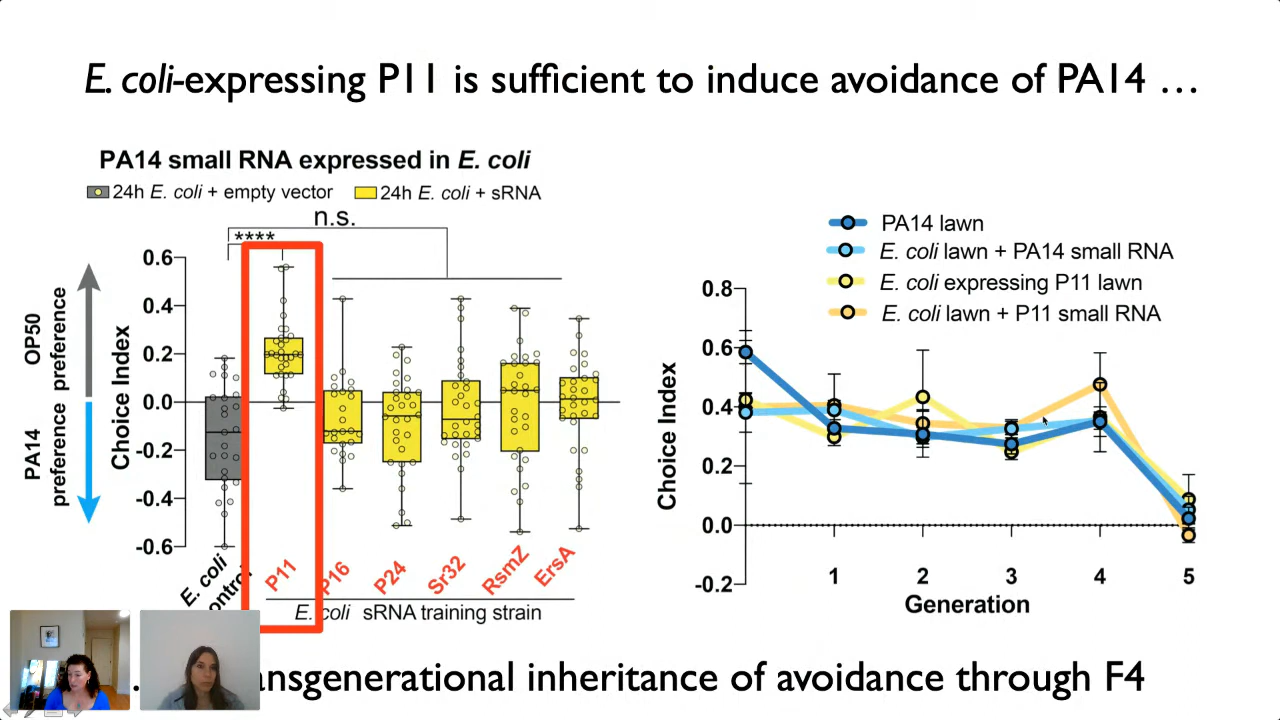 E. coli-expressing P11 is sufficient to induce avoidance of PA14 …
PA14 small RNA expressed in E. coli
24h E. coli + empty vector
24h E. coli + sRNA
n.s.
****
OP50
preference
PA14
preference
Choice Index
0.6
0.4
0.2
0.0
-0.2
-0.4
-0.6
E. coli
P11
P16
P24
Sr32
RsmZ
ErsA
E. coli sRNA training strain
PA14 lawn
E. coli lawn + PA14 small RNA
E. coli expressing P11 lawn
E. coli lawn + P11 small RNA
Choice Index
0.8
0.6
0.4
0.2
0.0
-0.2
1
2
3
4
5
Generation
inheritance of avoidance through F4